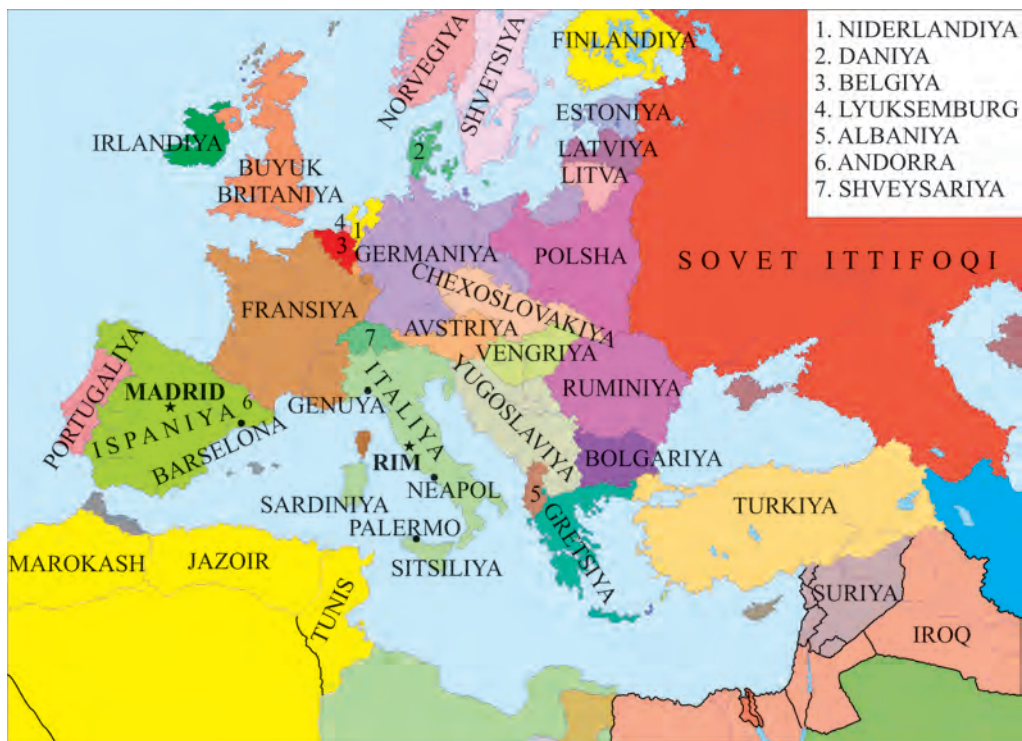 1. NIDERLANDIYA
2. DANIYA
3. BELGIYA
4. LYUKSEMBURG
5. ALBANIYA
6. ANDORRA
7. SHVEYSARIYA
NORVEGIYA
SHVETSIYA
FINLANDIYA
ESTONIYA
LATVIYA
LITVA
IRLANDIYA
BUYUK
BRITANIYA
2
4
1
3
GERMANIYA
POLSHA
SOVET ITTIFOQI
CHEXOSLOVAKIYA
FRANSIYA
AVSTRIYA
7
VENGRIYA
RUMINIYA
YUGOSLAVIYA
PORTUGALIYA
MADRID
ISPANIYA
6
BARSELONA
GENUYA
ITALIYA
RIM
NEAPOL
BOLGARIYA
5
GRETSIYA
TURKIYA
SARDINIYA
PALERMO
SITSILIYA
MAROKASH
JAZOIR
TUNIS
SURIYA
IROQ